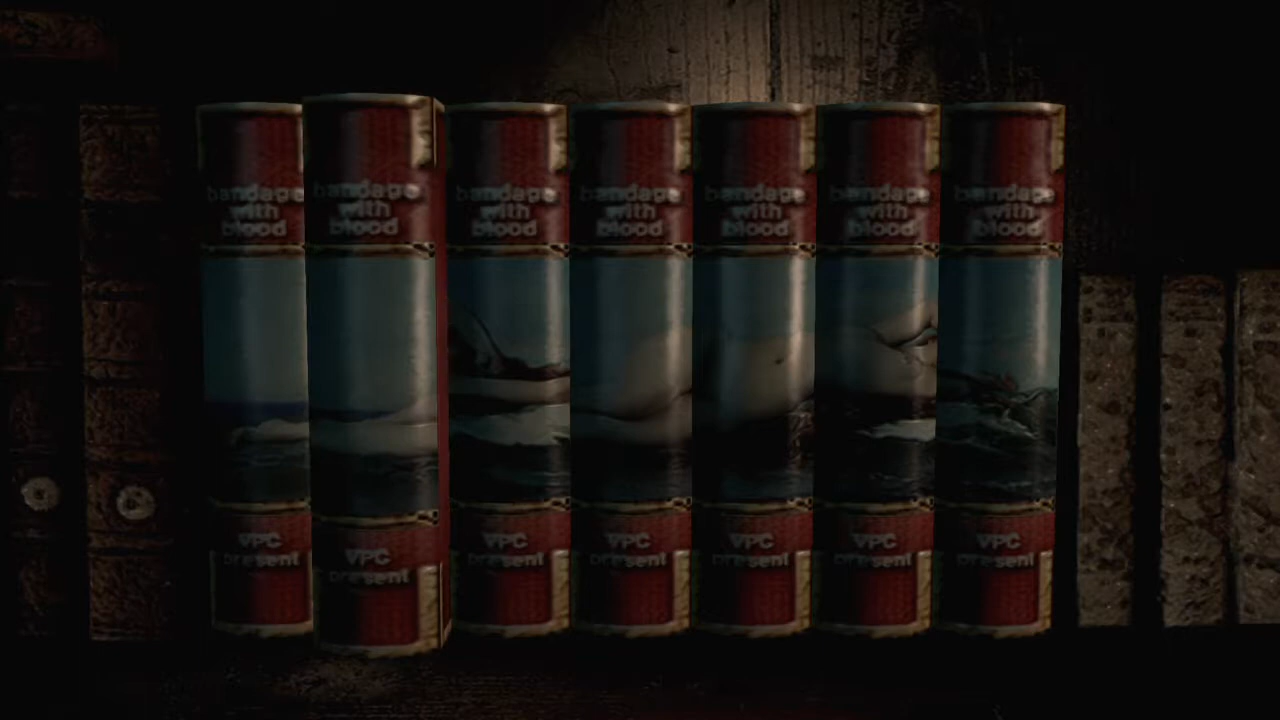 bandage
with
blood
bandage
with
blood
bandage
with
blood
bandage
with
blood
bandage
with
blood
bandage
with
blood
bandage
with
blood
VPC
present
VPC
present
VPC
present
VPC
present
VPC
present
VPC
present
VPC
present